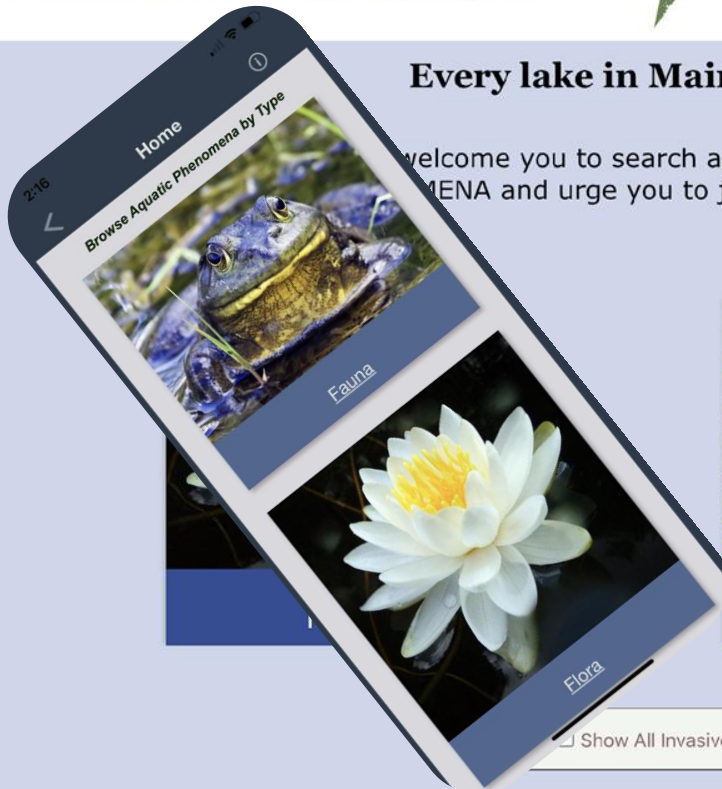 Every lake in Mai
welcome you to search a
MENA and urge you to j
2:16
Home
Browse Aquatic Phenomena by Type
Fauna
Flora
Show All Invasiv